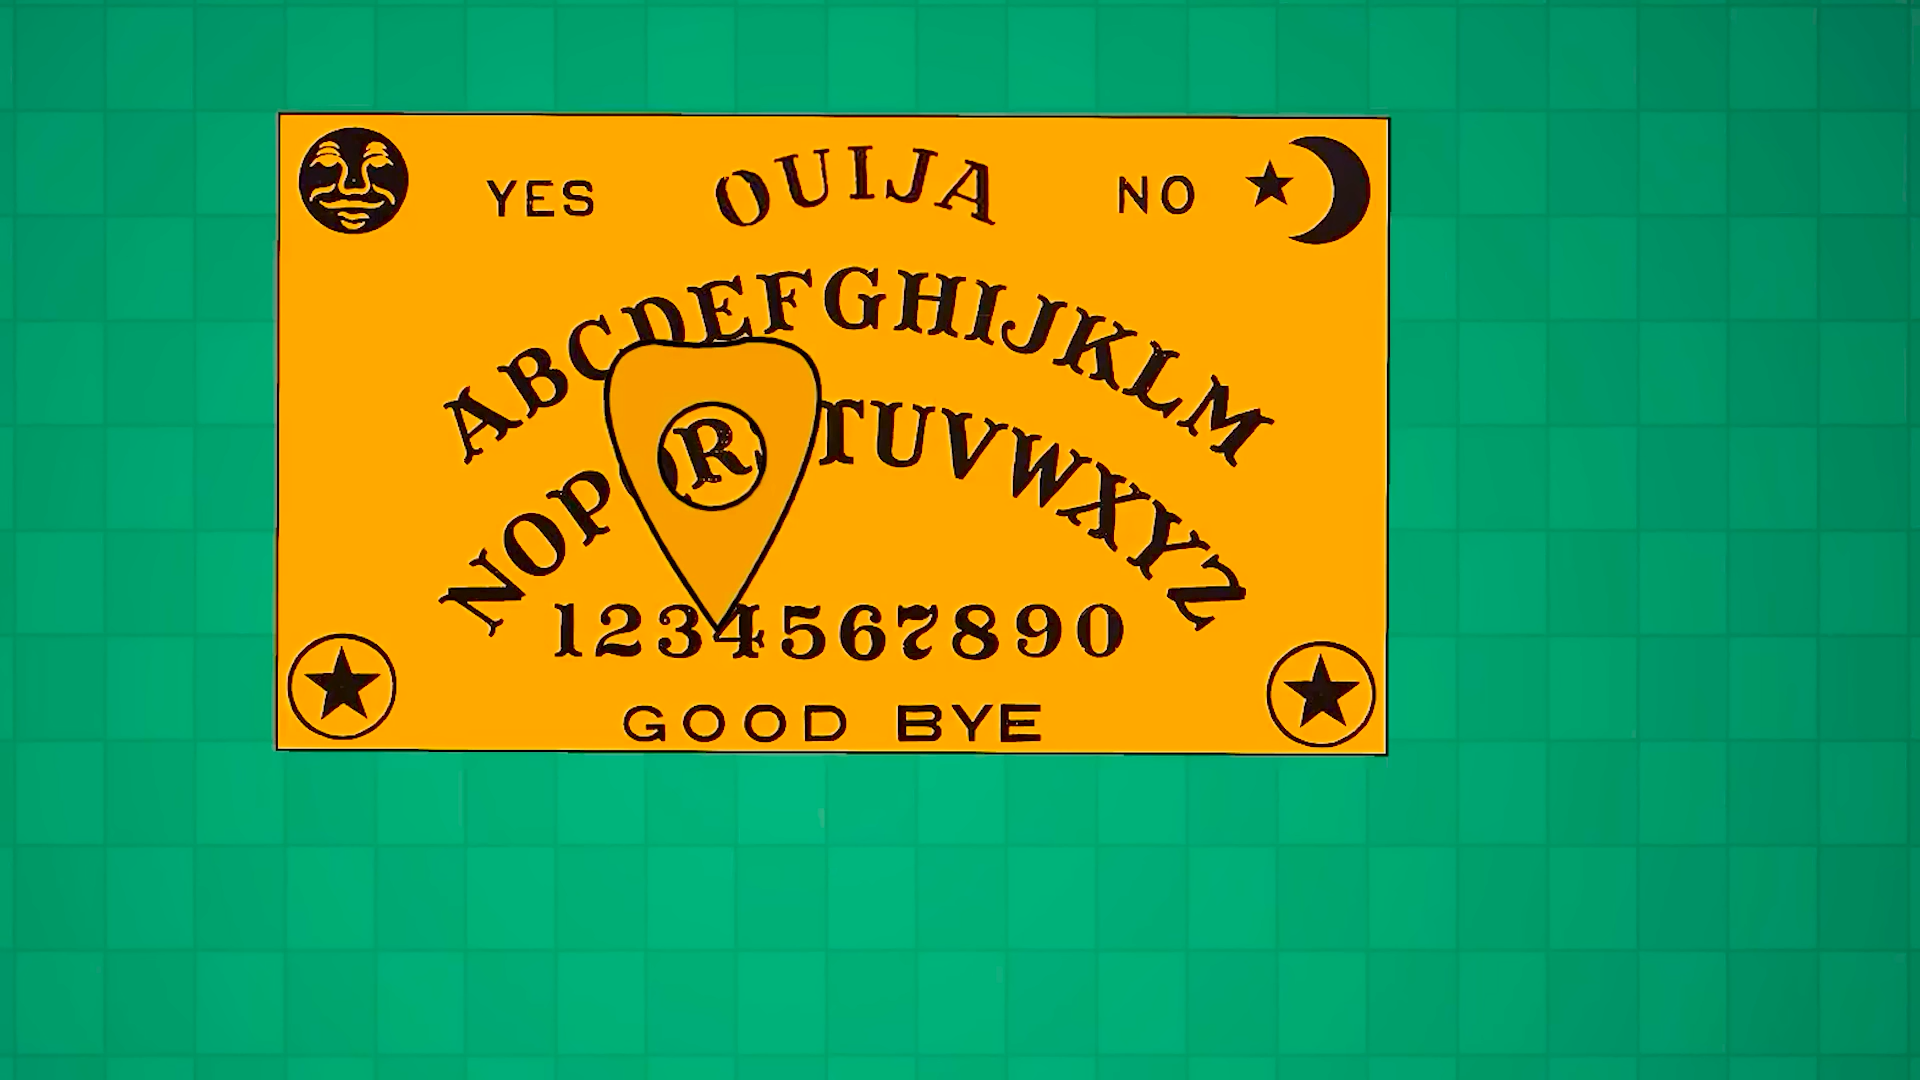 YES OUIJA NO
ABCDEFGHIJKLM
NOP R TUVWXYZ
1234567890
GOOD BYE